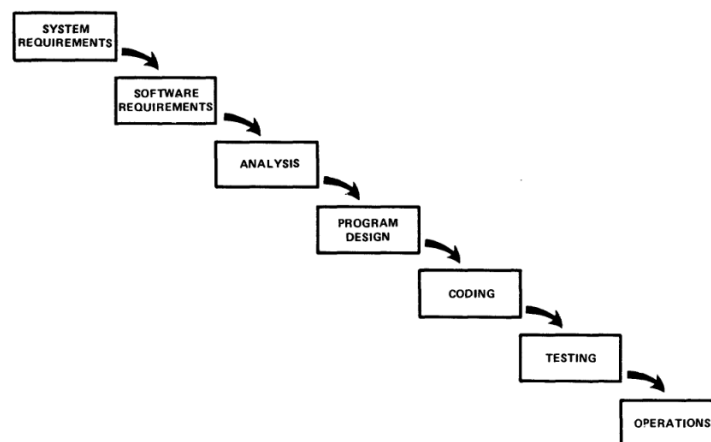 SYSTEM
REQUIREMENTS
SOFTWARE
REQUIREMENTS
ANALYSIS
PROGRAM
DESIGN
CODING
TESTING
OPERATIONS